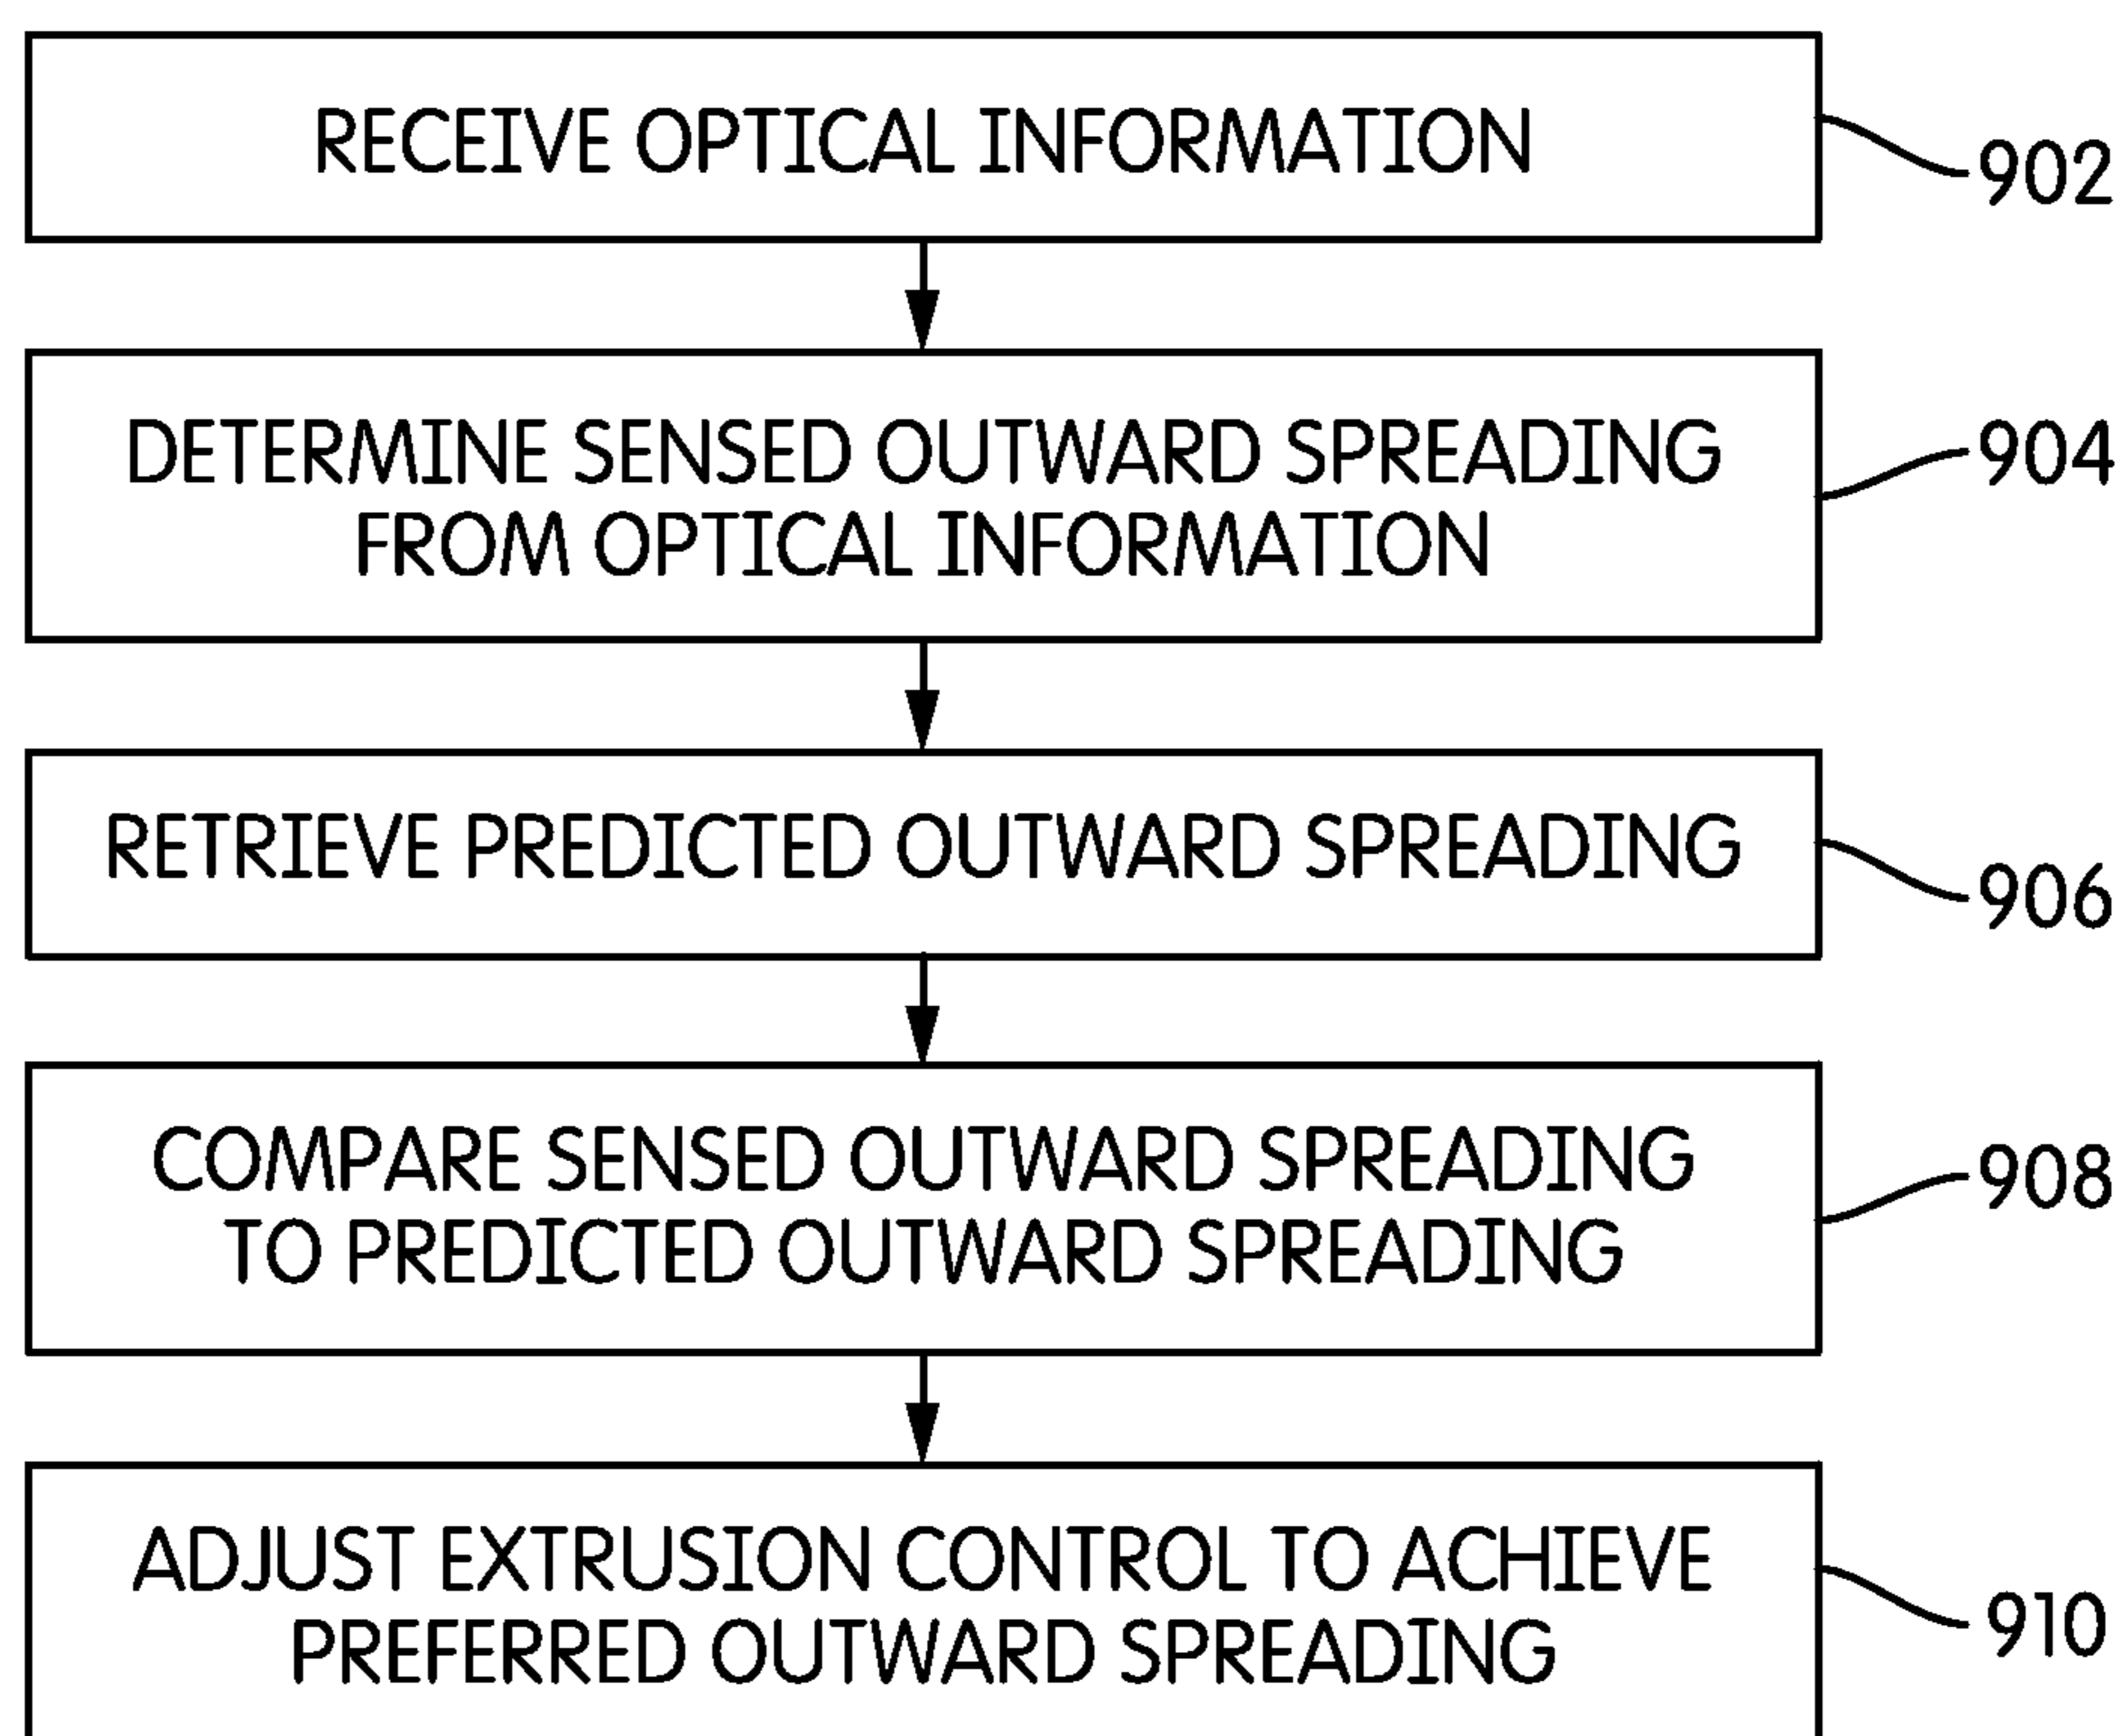 RECEIVE OPTICAL INFORMATION
902
DETERMINE SENSED OUTWARD SPREADING
FROM OPTICAL INFORMATION
904
RETRIEVE PREDICTED OUTWARD SPREADING
906
COMPARE SENSED OUTWARD SPREADING
TO PREDICTED OUTWARD SPREADING
908
ADJUST EXTRUSION CONTROL TO ACHIEVE
PREFERRED OUTWARD SPREADING
910